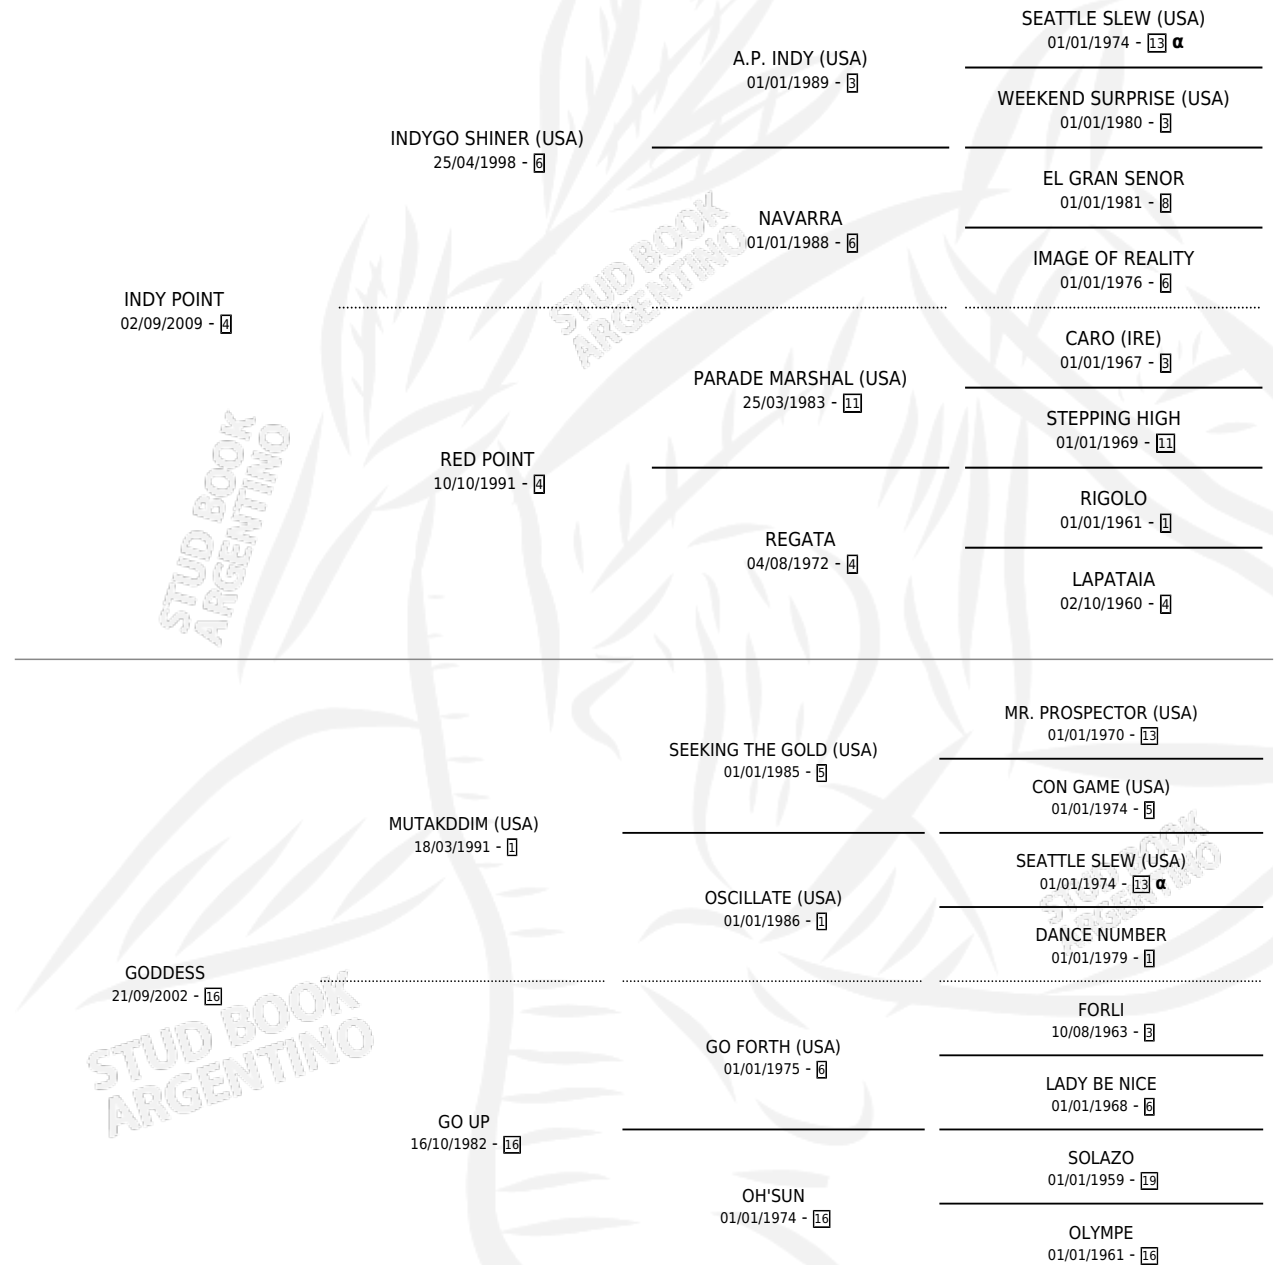 SEATTLE SLEW (USA)
01/01/1974 - 13 α
A.P. INDY (USA)
01/01/1989 - 3
WEEKEND SURPRISE (USA)
01/01/1980 - 3
INDYGO SHINER (USA)
25/04/1998 - 6
EL GRAN SENOR
01/01/1981 - 8
NAVARRA
01/01/1988 - 6
IMAGE OF REALITY
01/01/1976 - 6
INDY POINT
02/09/2009 - 4
CARO (IRE)
01/01/1967 - 3
PARADE MARSHAL (USA)
25/03/1983 - 11
STEPPING HIGH
01/01/1969 - 11
RED POINT
10/10/1991 - 4
RIGOLO
01/01/1961 - 1
REGATA
04/08/1972 - 4
LAPATAIA
02/10/1960 - 4
MR. PROSPECTOR (USA)
01/01/1970 - 13
SEEKING THE GOLD (USA)
01/01/1985 - 5
CON GAME (USA)
01/01/1974 - 5
MUTAKDDIM (USA)
18/03/1991 - 1
SEATTLE SLEW (USA)
01/01/1974 - 13 α
OSCILLATE (USA)
01/01/1986 - 1
DANCE NUMBER
01/01/1979 - 1
GODDESS
21/09/2002 - 16
FORLI
10/08/1963 - 3
GO FORTH (USA)
01/01/1975 - 6
LADY BE NICE
01/01/1968 - 6
GO UP
16/10/1982 - 16
SOLAZO
01/01/1959 - 19
OH'SUN
01/01/1974 - 16
OLYMPE
01/01/1961 - 16
STUD BOOK
ARGENTINO
STUD BOOK
ARGENTINO
STUD BOOK
ARGENTINO
STUD BOOK
ARGENTINO